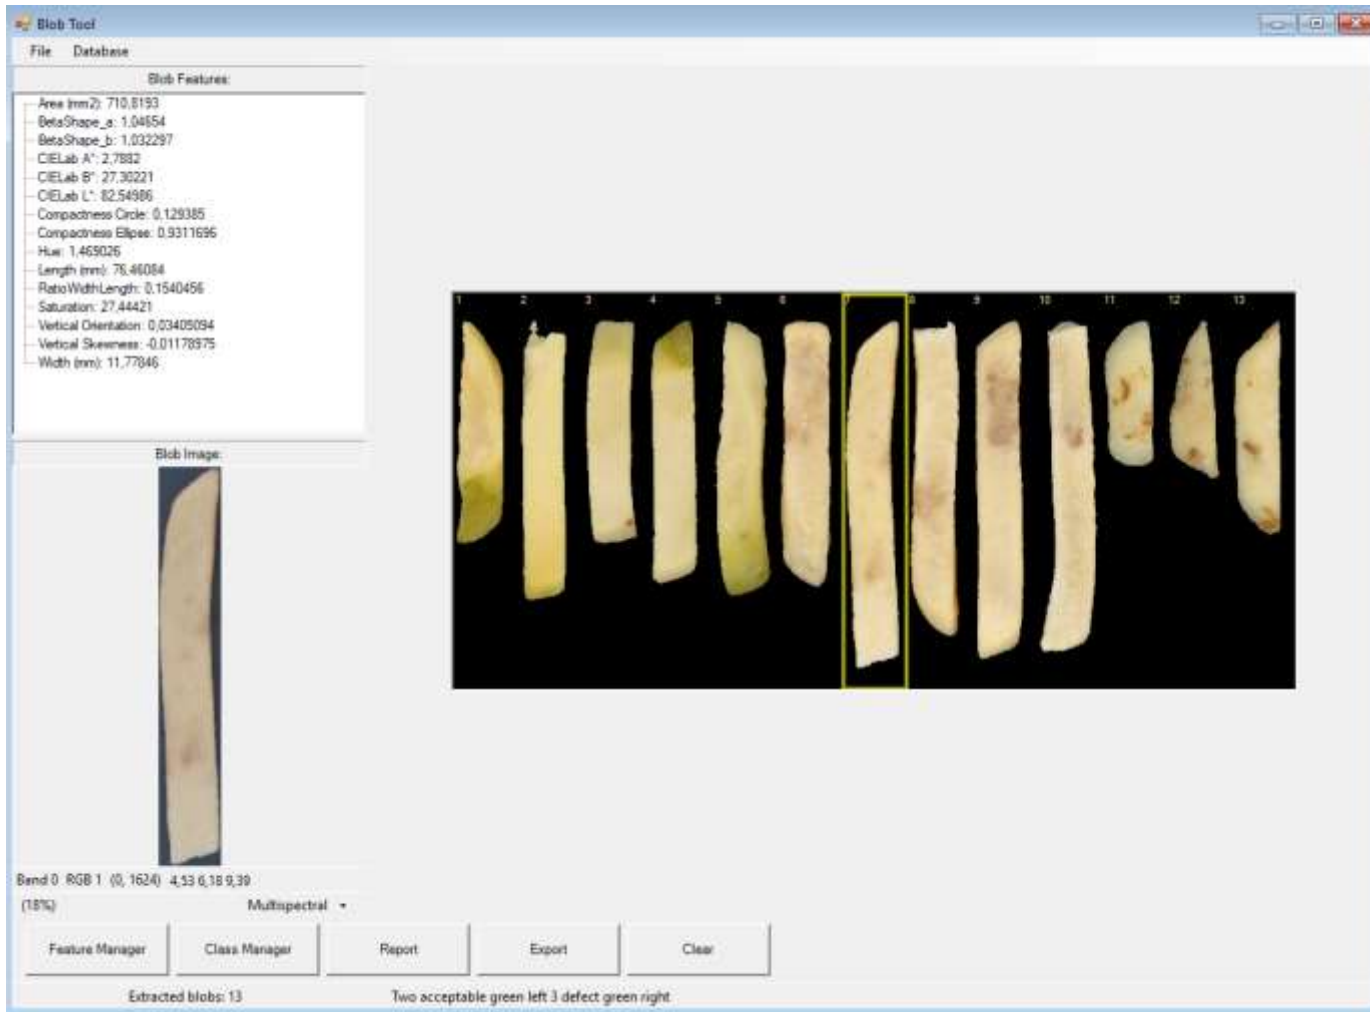 Blob Tool
File Database
Blob Features:
Area (mm2): 710,8193
BetaShape_a: 1,04654
BetaShape_b: 1,032297
CIELab A*: 2,7882
CIELab B*: 27,30221
CIELab L*: 82,54986
Compactness Circle: 0,129385
Compactness Ellipse: 0,9311696
Hue: 1,469026
Length (mm): 76,46084
RatioWidthLength: 0,1540456
Saturation: 27,44421
Vertical Orientation: 0,03405094
Vertical Skewness: -0,01178975
Width (mm): 11,77846
1 2 3 4 5 6 7 8 9 10 11 12 13
Blob Image:
Band 0 RGB 1 (0, 1624) 4,53 6,18 9,39
(18%) Multispectral
Feature Manager Class Manager Report Export Clear
Extracted blobs: 13 Two acceptable green left 3 defect green right